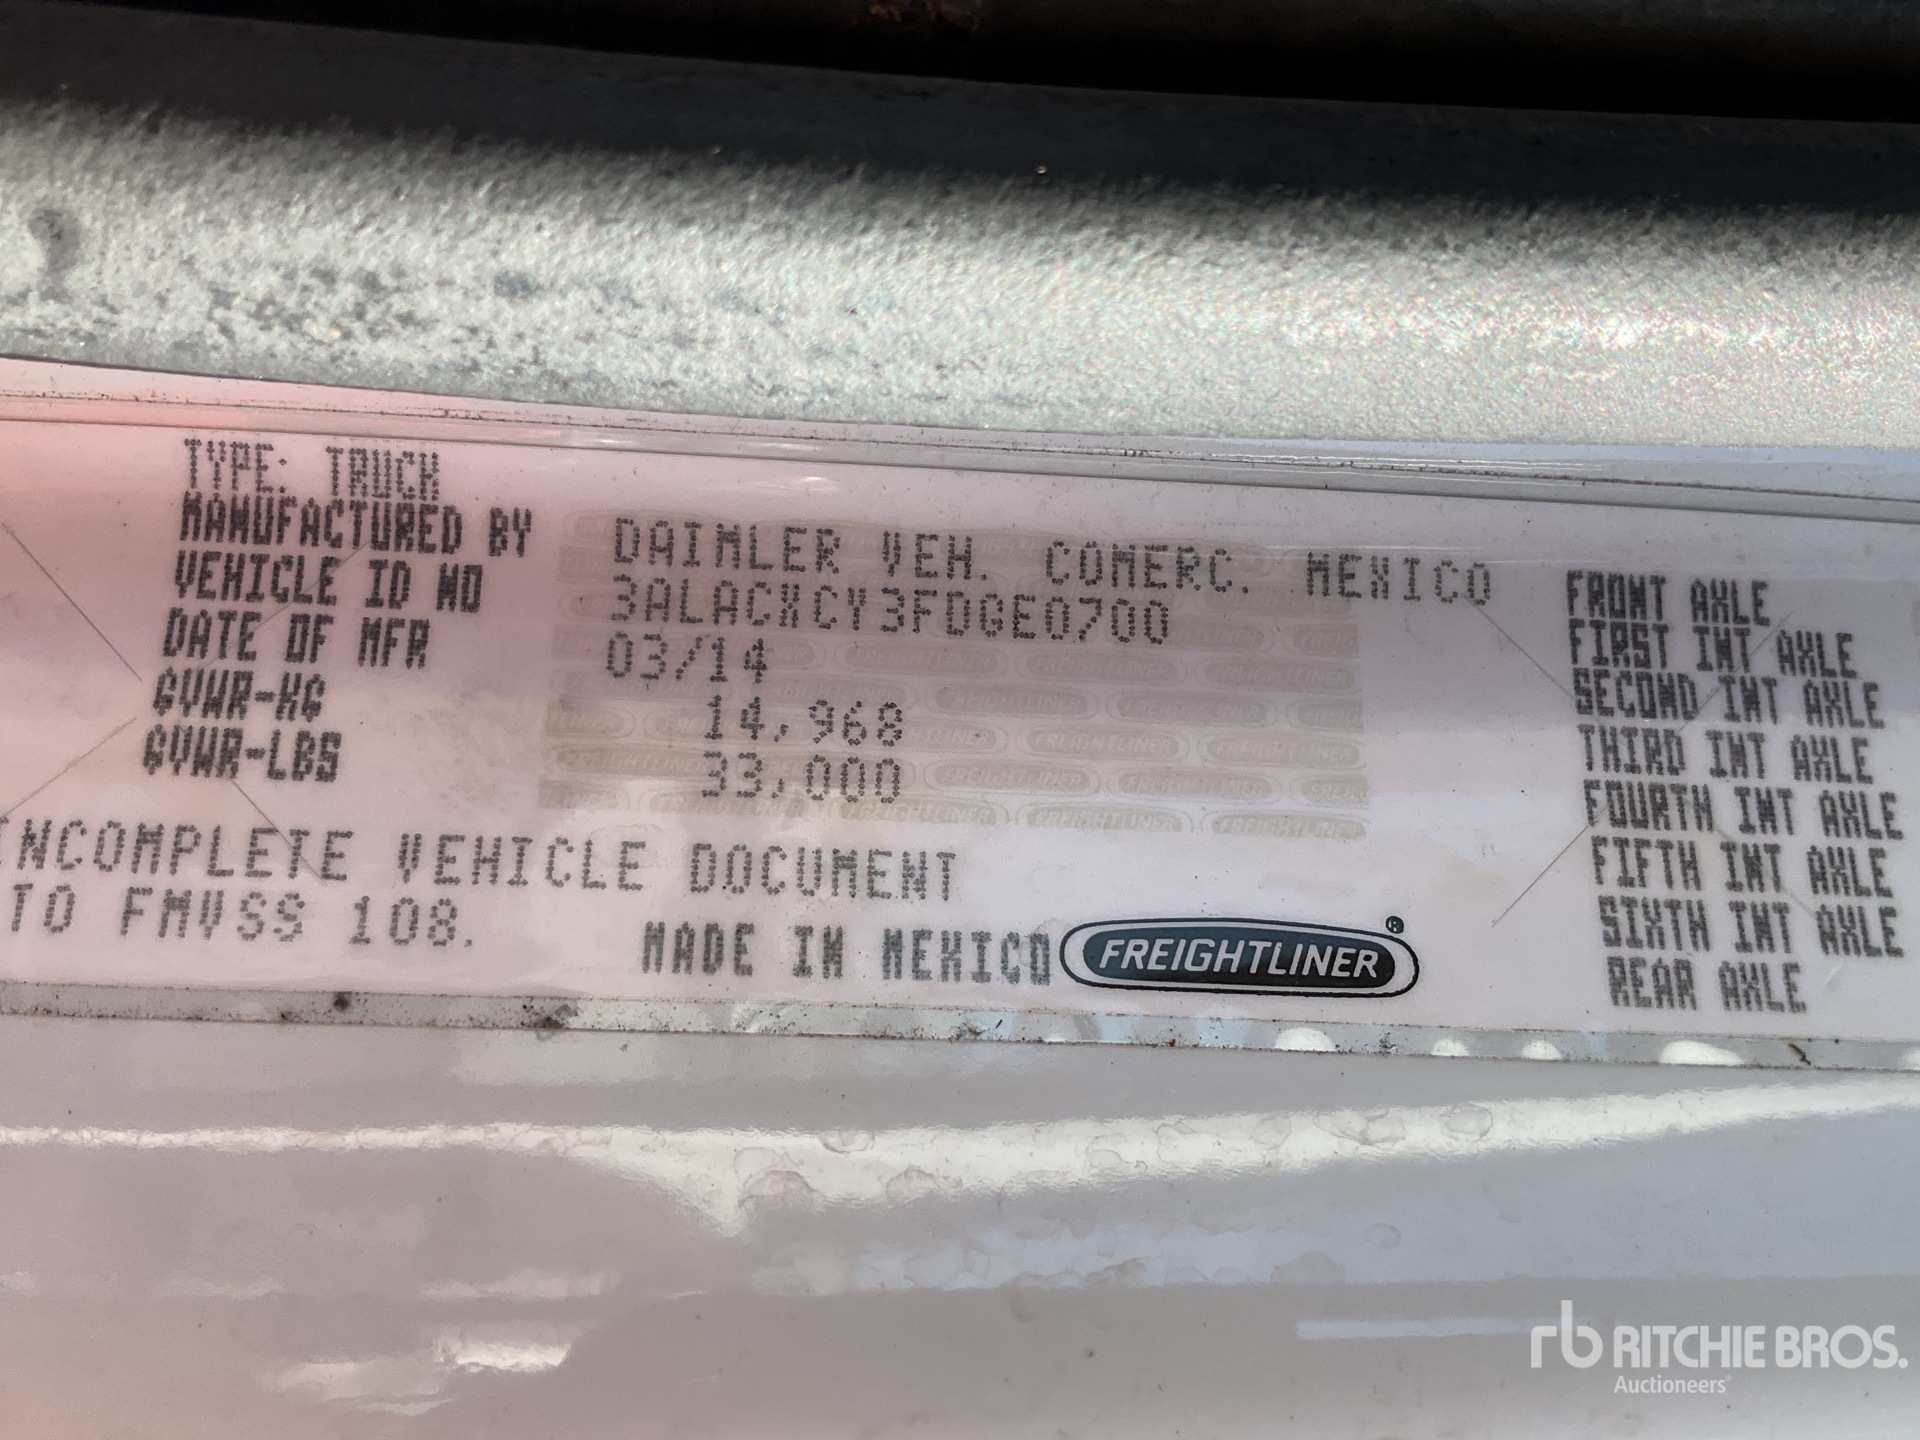 TYPE: TRUCK
MANUFACTURED BY DAIMLER VEH. COMERC. MEXICO
VEHICLE ID NO 3ALACXCY3FDGE0700
DATE OF MFR 03/14
GVWR-KG 14,968
GVWR-LBS 33,000
INCOMPLETE VEHICLE DOCUMENT
TO FMVSS 108.
MADE IN MEXICO FREIGHTLINER®
FRONT AXLE
FIRST INT AXLE
SECOND INT AXLE
THIRD INT AXLE
FOURTH INT AXLE
FIFTH INT AXLE
SIXTH INT AXLE
REAR AXLE
rb RITCHIE BROS.
Auctioneers